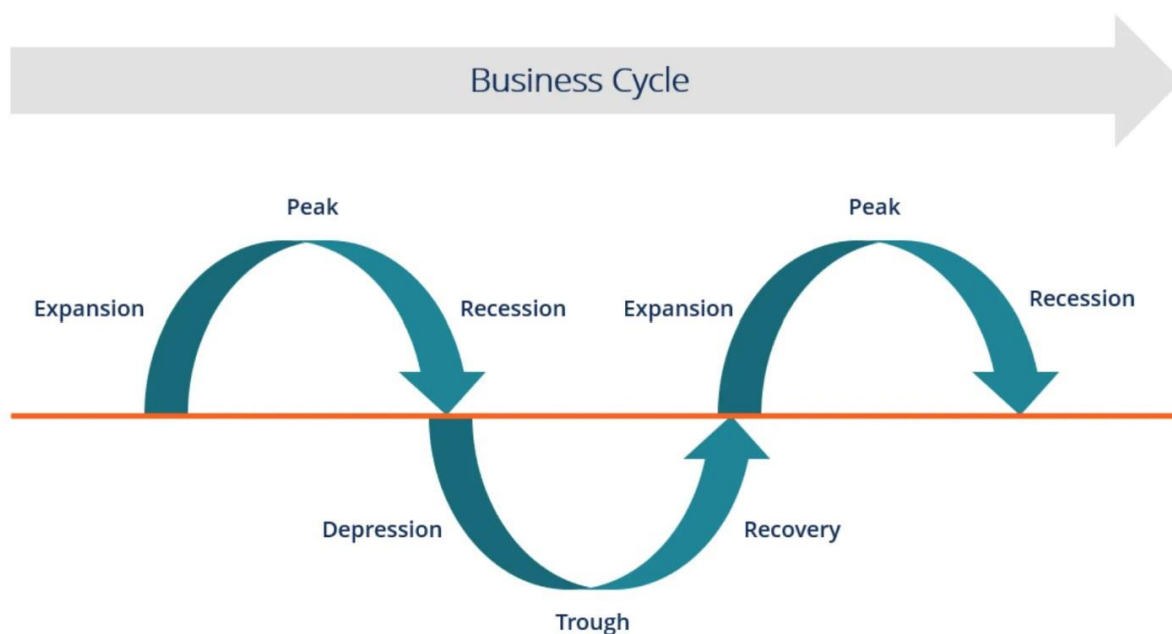 Business Cycle
Peak
Peak
Expansion
Recession
Expansion
Recession
Depression
Recovery
Trough